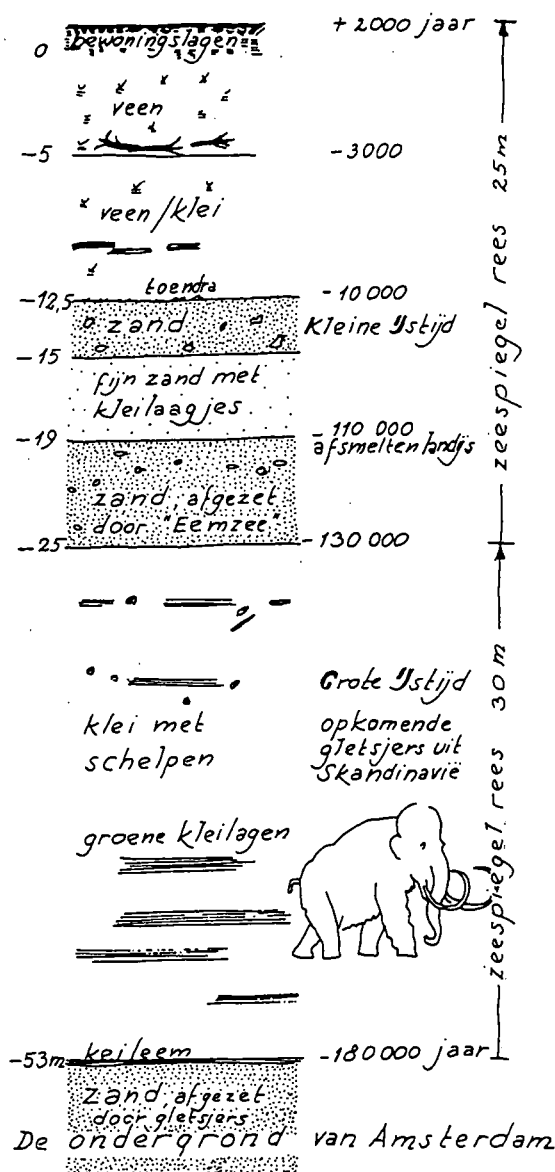 +2000 jaar
0 bewoningslagen
veen
-5 -3000
veen/klei
toendra
-12,5 -10 000
zand Kleine IJstijd
-15
fijn zand met
kleilaagjes
-19 -110 000
afsmelten landijs
zand, afgezet
door "Eemzee"
-25 -130 000
zeespiegel rees 25m
Grote IJstijd
klei met opkomende
schelpen gletsjers uit
Skandinavië
groene kleilagen
zeespiegel rees 30m
-53m keileem -180 000 jaar
zand, afgezet
door gletsjers
De ondergrond van Amsterdam